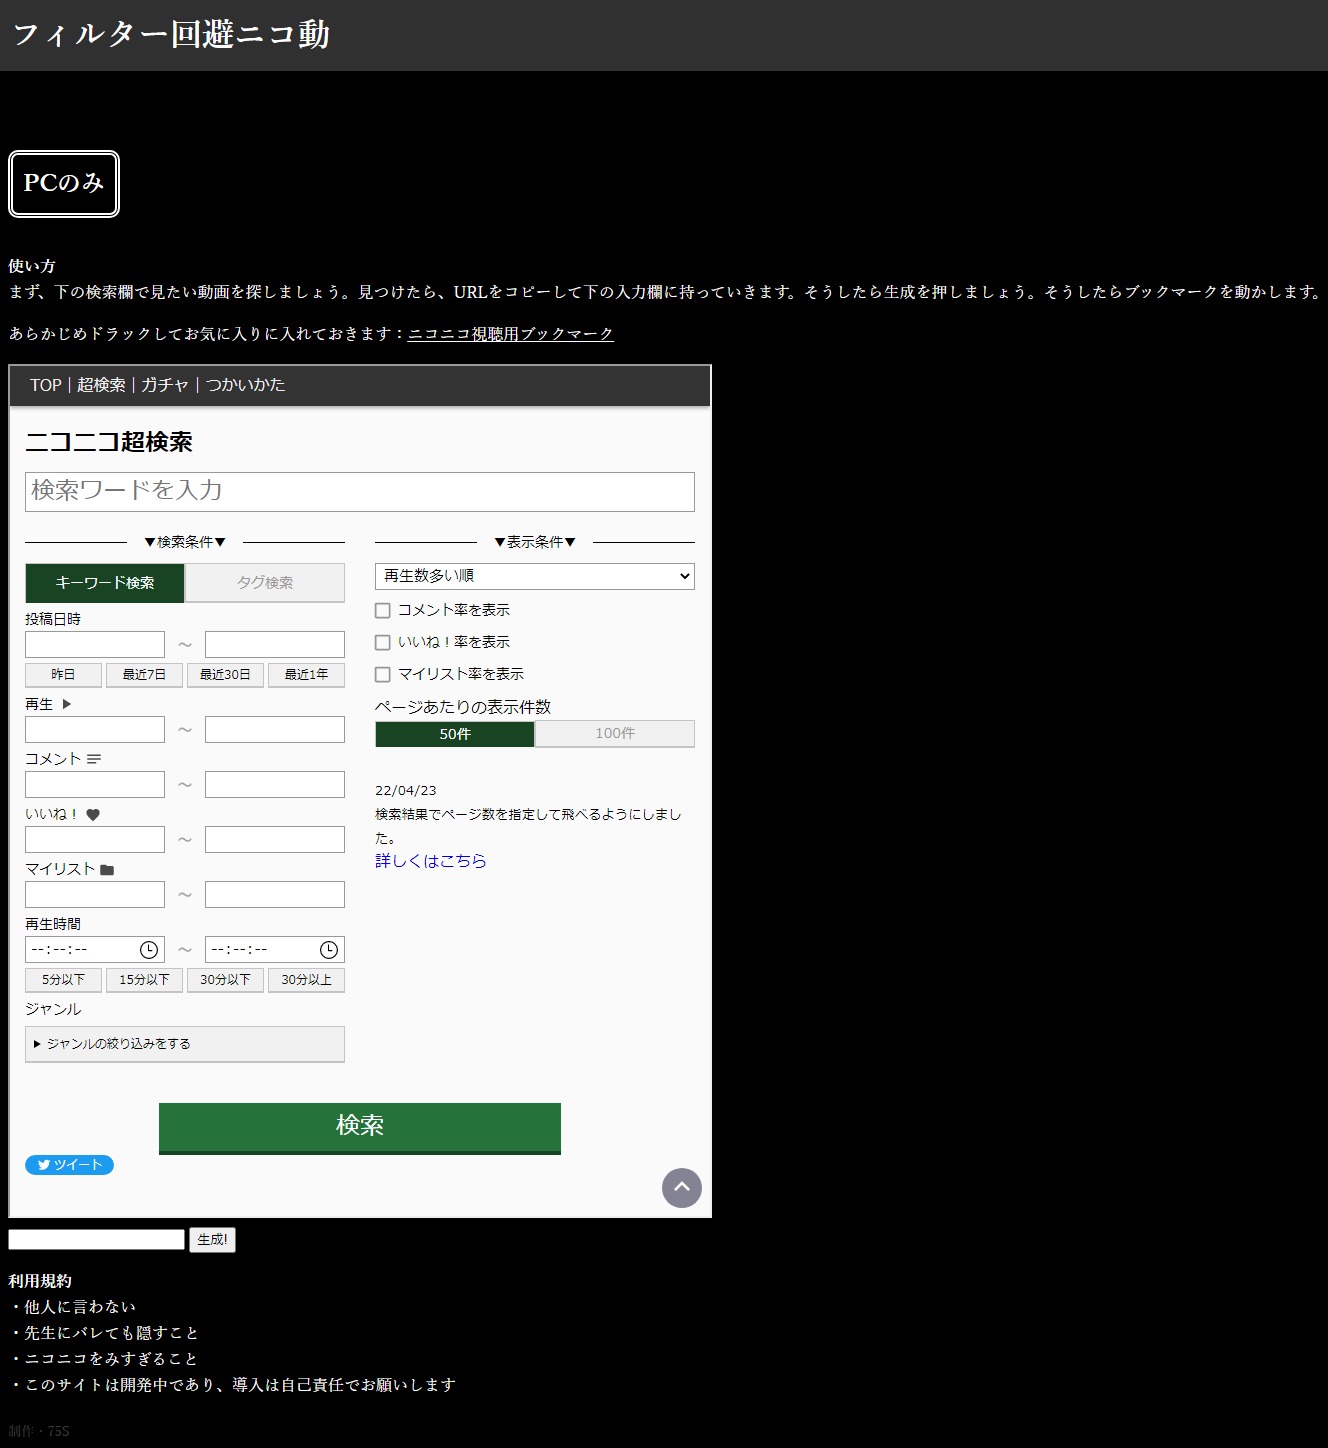 フィルター回避ニコ動
PCのみ
使い方
まず、下の検索欄で見たい動画を探しましょう。見つけたら、URLをコピーして下の入力欄に持っていきます。そうしたら生成を押しましょう。そうしたらブックマークを動かします。
あらかじめドラックしてお気に入りに入れておきます：ニコニコ視聴用ブックマーク
TOP | 超検索 | ガチャ | つかいかた
ニコニコ超検索
検索ワードを入力
▼検索条件▼
キーワード検索 タグ検索
投稿日時
～
昨日 最近7日 最近30日 最近1年
再生
～
コメント
～
いいね！
～
マイリスト
～
再生時間
--:--:-- ～ --:--:--
5分以下 15分以下 30分以下 30分以上
ジャンル
▶ ジャンルの絞り込みをする
▼表示条件▼
再生数多い順
コメント率を表示
いいね！率を表示
マイリスト率を表示
ページあたりの表示件数
50件 100件
22/04/23
検索結果でページ数を指定して飛べるようにしまし
た。
詳しくはこちら
検索
ツイート
生成!
利用規約
・他人に言わない
・先生にバレても隠すこと
・ニコニコをみすぎること
・このサイトは開発中であり、導入は自己責任でお願いします
制作・75S